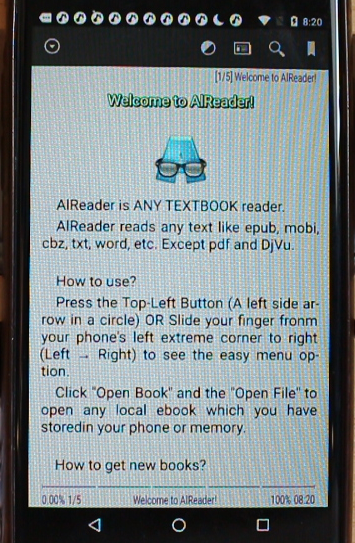 8:20
[1/5] Welcome to AlReader!
Welcome to AlReader!
AlReader is ANY TEXTBOOK reader.
AlReader reads any text like epub, mobi,
cbz, txt, word, etc. Except pdf and DjVu.
How to use?
Press the Top-Left Button (A left side ar-
row in a circle) OR Slide your finger fronm
your phone's left extreme corner to right
(Left → Right) to see the easy menu op-
tion.
Click "Open Book" and the "Open File" to
open any local ebook which you have
storedin your phone or memory.
How to get new books?
0.00% 1/5 Welcome to AlReader! 100% 08:20